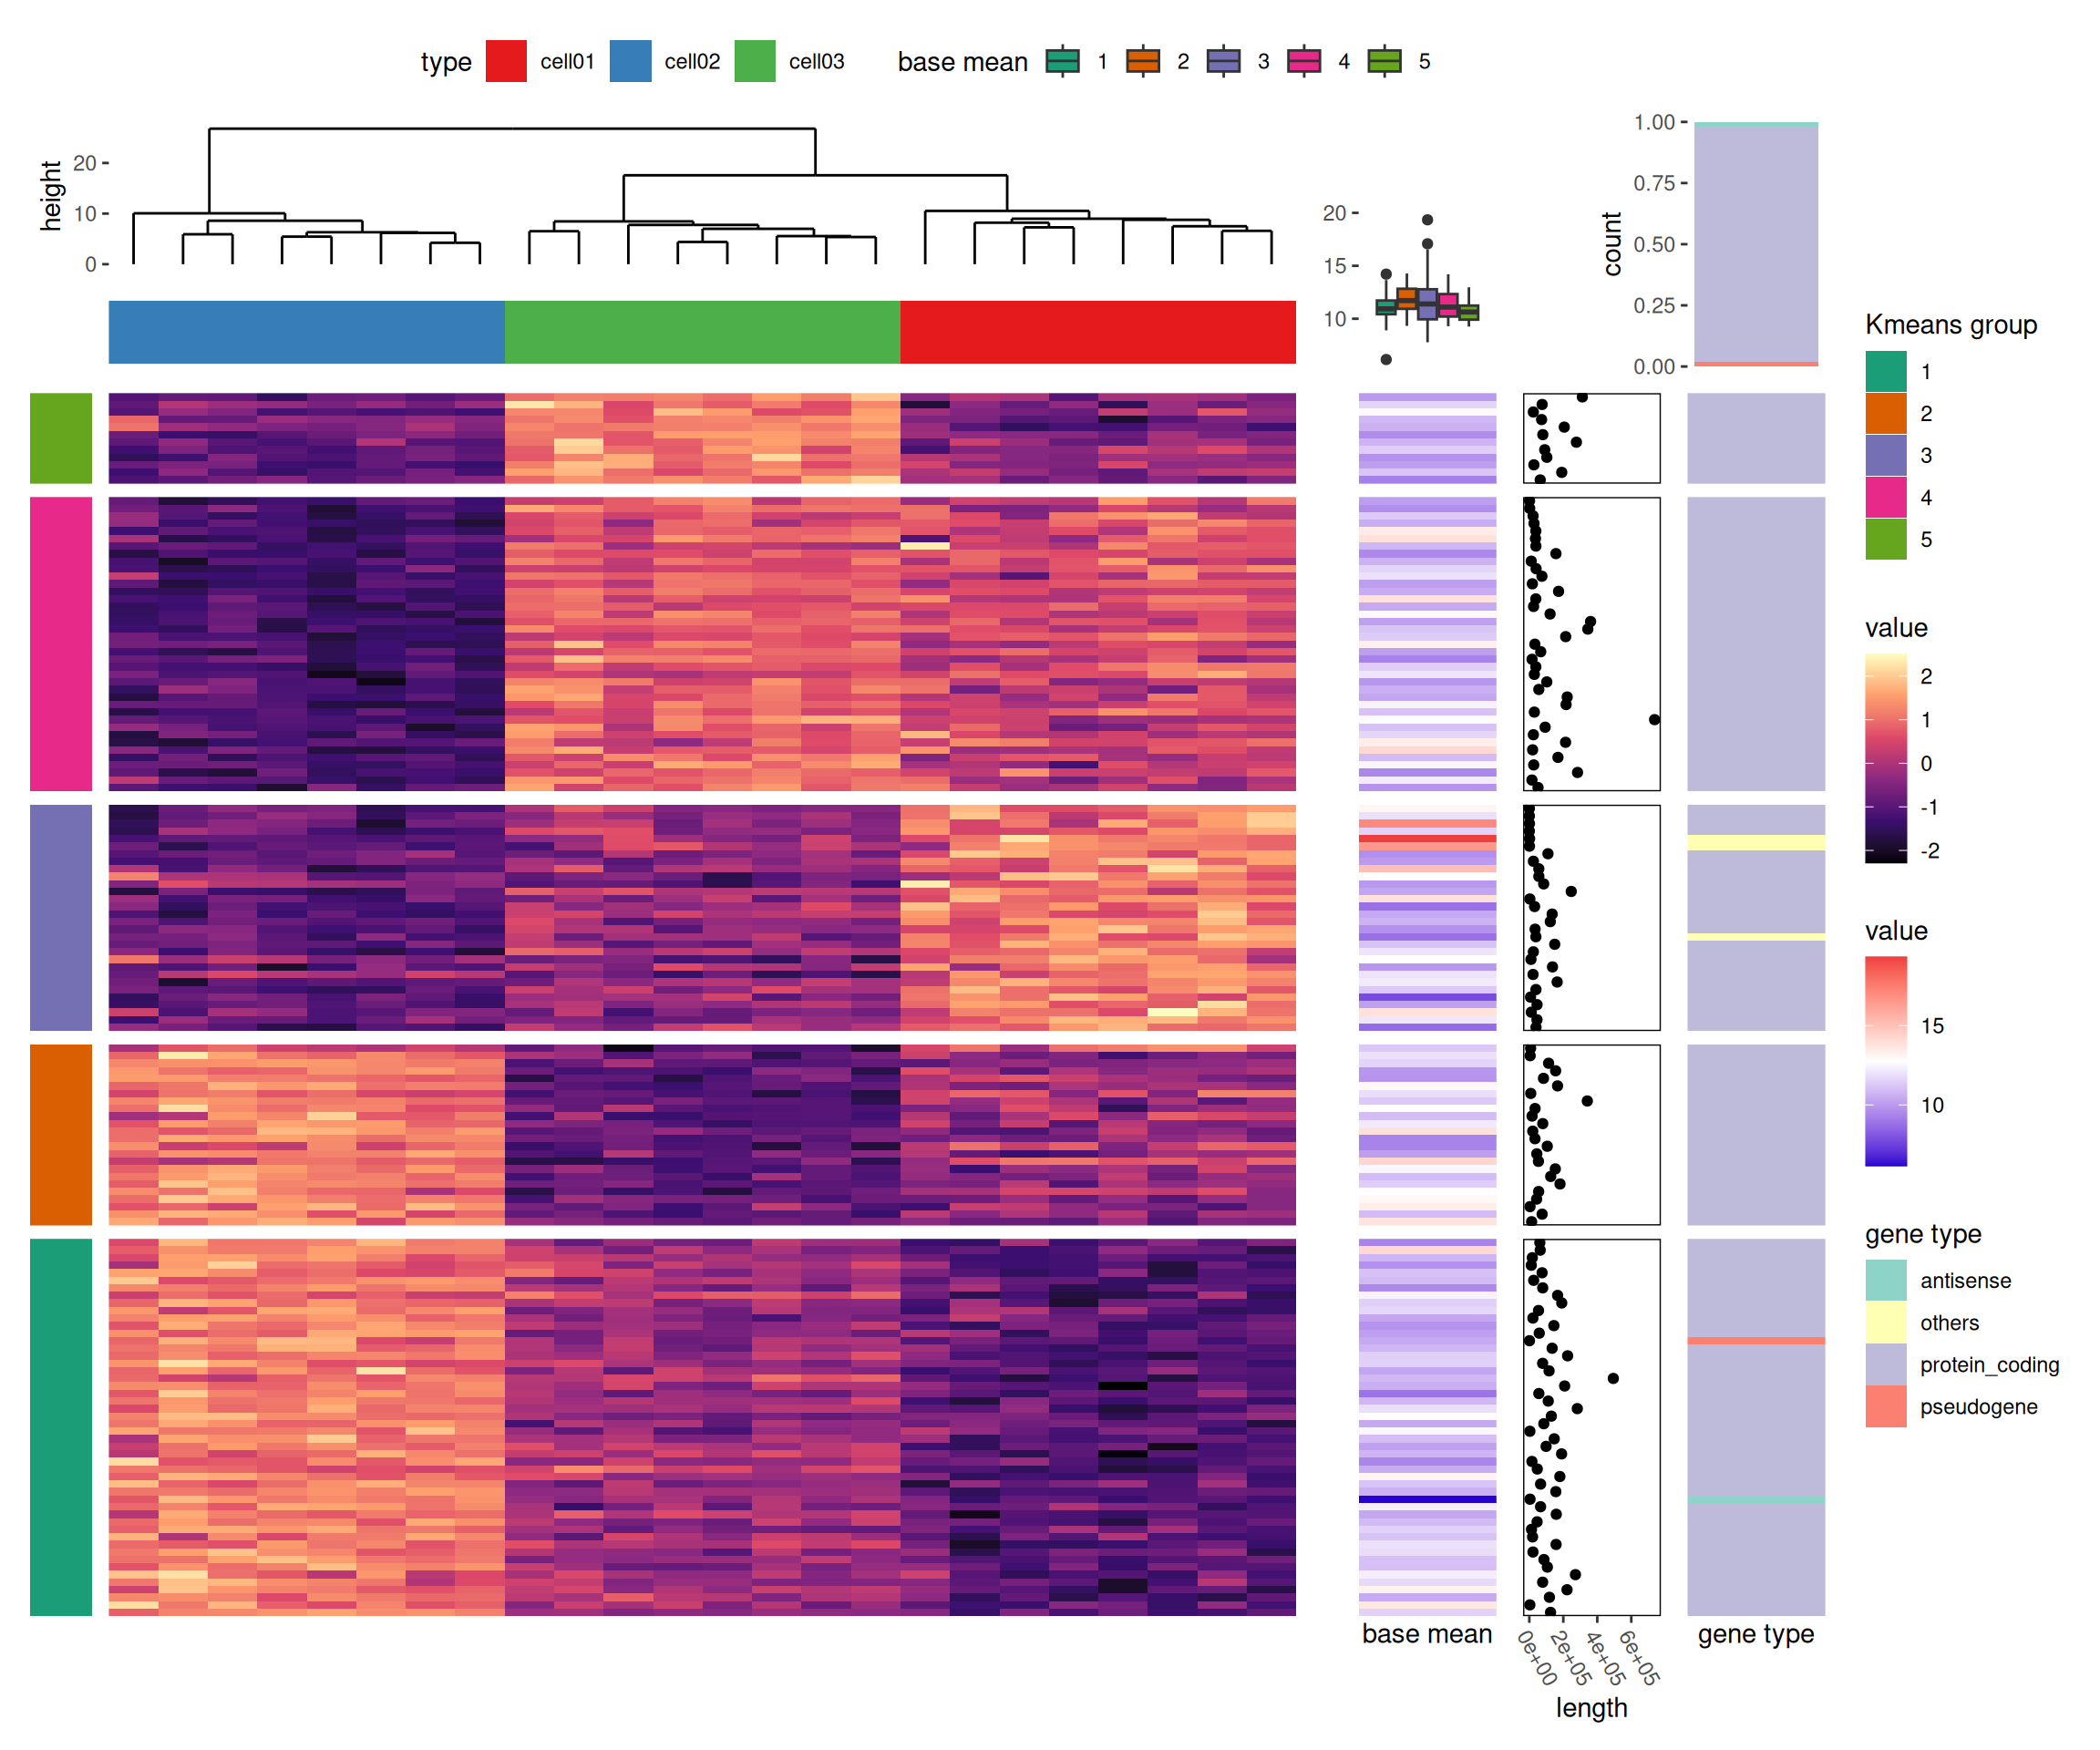 type cell01 cell02 cell03 base mean 1 2 3 4 5
height
20
10
0
20
15
10
count
1.00
0.75
0.50
0.25
0.00
Kmeans group
1
2
3
4
5
value
2
1
0
-1
-2
value
15
10
gene type
antisense
others
protein_coding
pseudogene
base mean
0e+00
2e+05
4e+05
6e+05
length
gene type